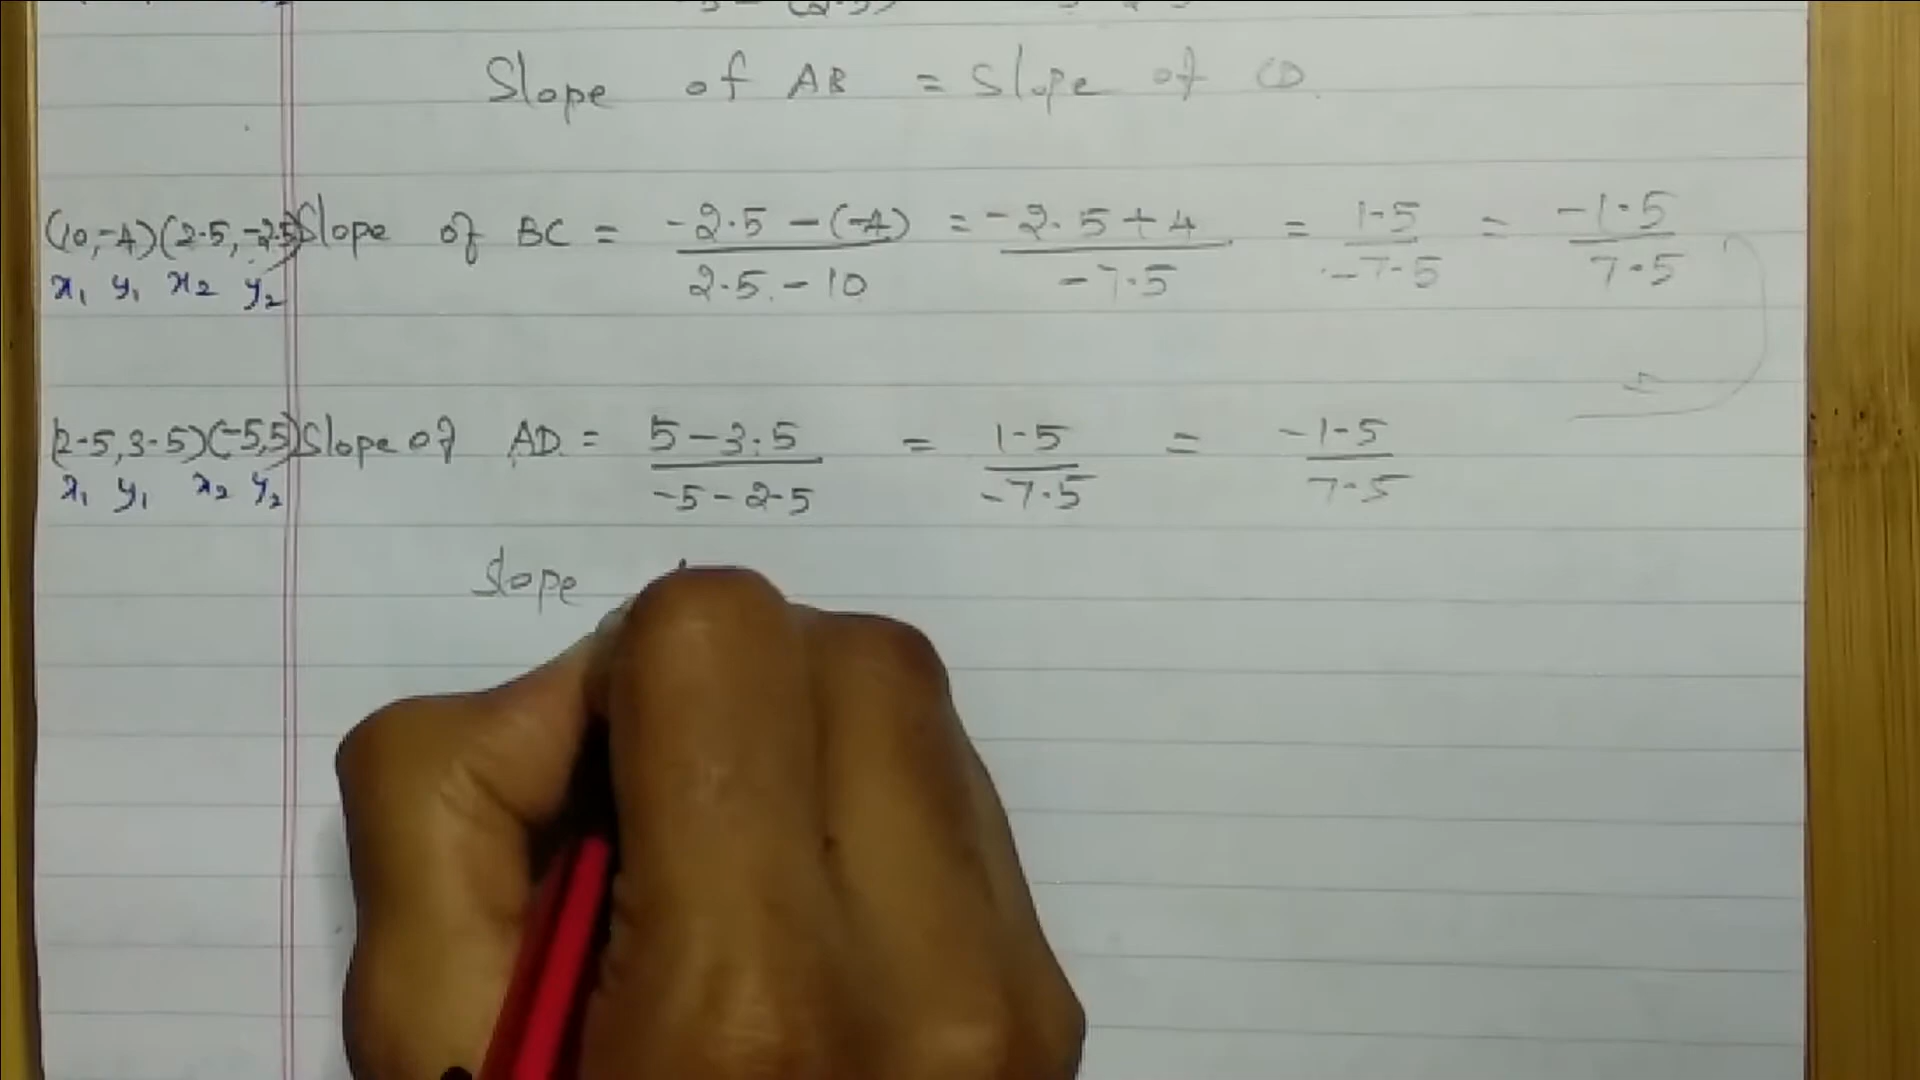 Slope of AB = Slope of CD
(10,-4)(2.5,-2.5) Slope of BC = -2.5-(-4) / 2.5-10 = -2.5+4 / -7.5 = 1.5 / -7.5 = -1.5 / 7.5
x₁ y₁ x₂ y₂
(2.5,3.5)(-5,5) Slope of AD = 5-3.5 / -5-2.5 = 1.5 / -7.5 = -1.5 / 7.5
x₁ y₁ x₂ y₂
Slope